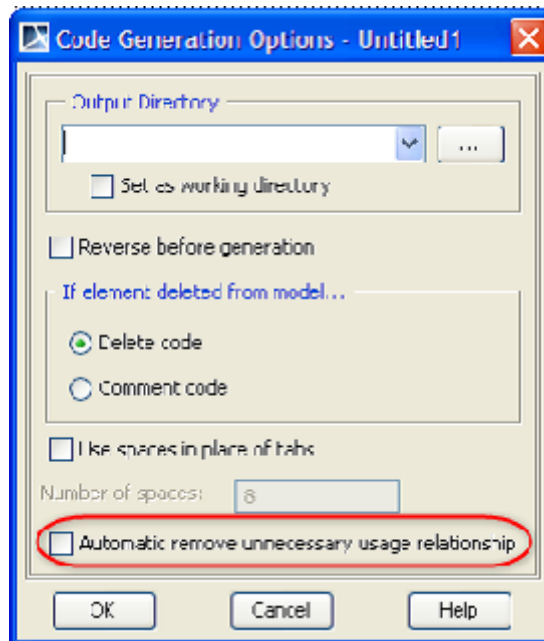 Code Generation Options - Untitled1
Output Directory
...
Set as working directory
Reverse before generation
If element deleted from model...
Delete code
Comment code
Use spaces in place of tabs
Number of spaces: 8
Automatic remove unnecessary usage relationship
OK Cancel Help